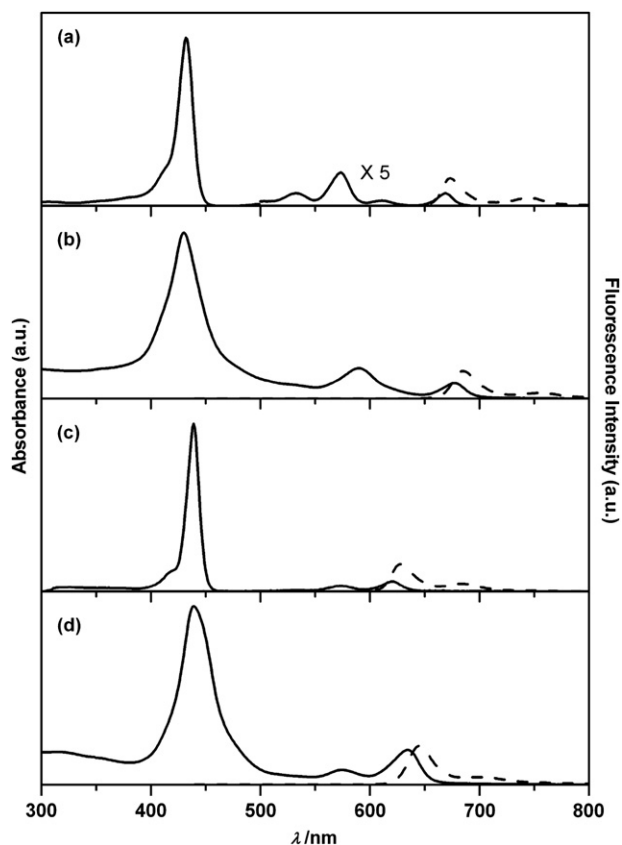 (a)
X 5
(b)
(c)
(d)
Absorbance (a.u.)
Fluorescence Intensity (a.u.)
300 400 500 600 700 800
λ /nm